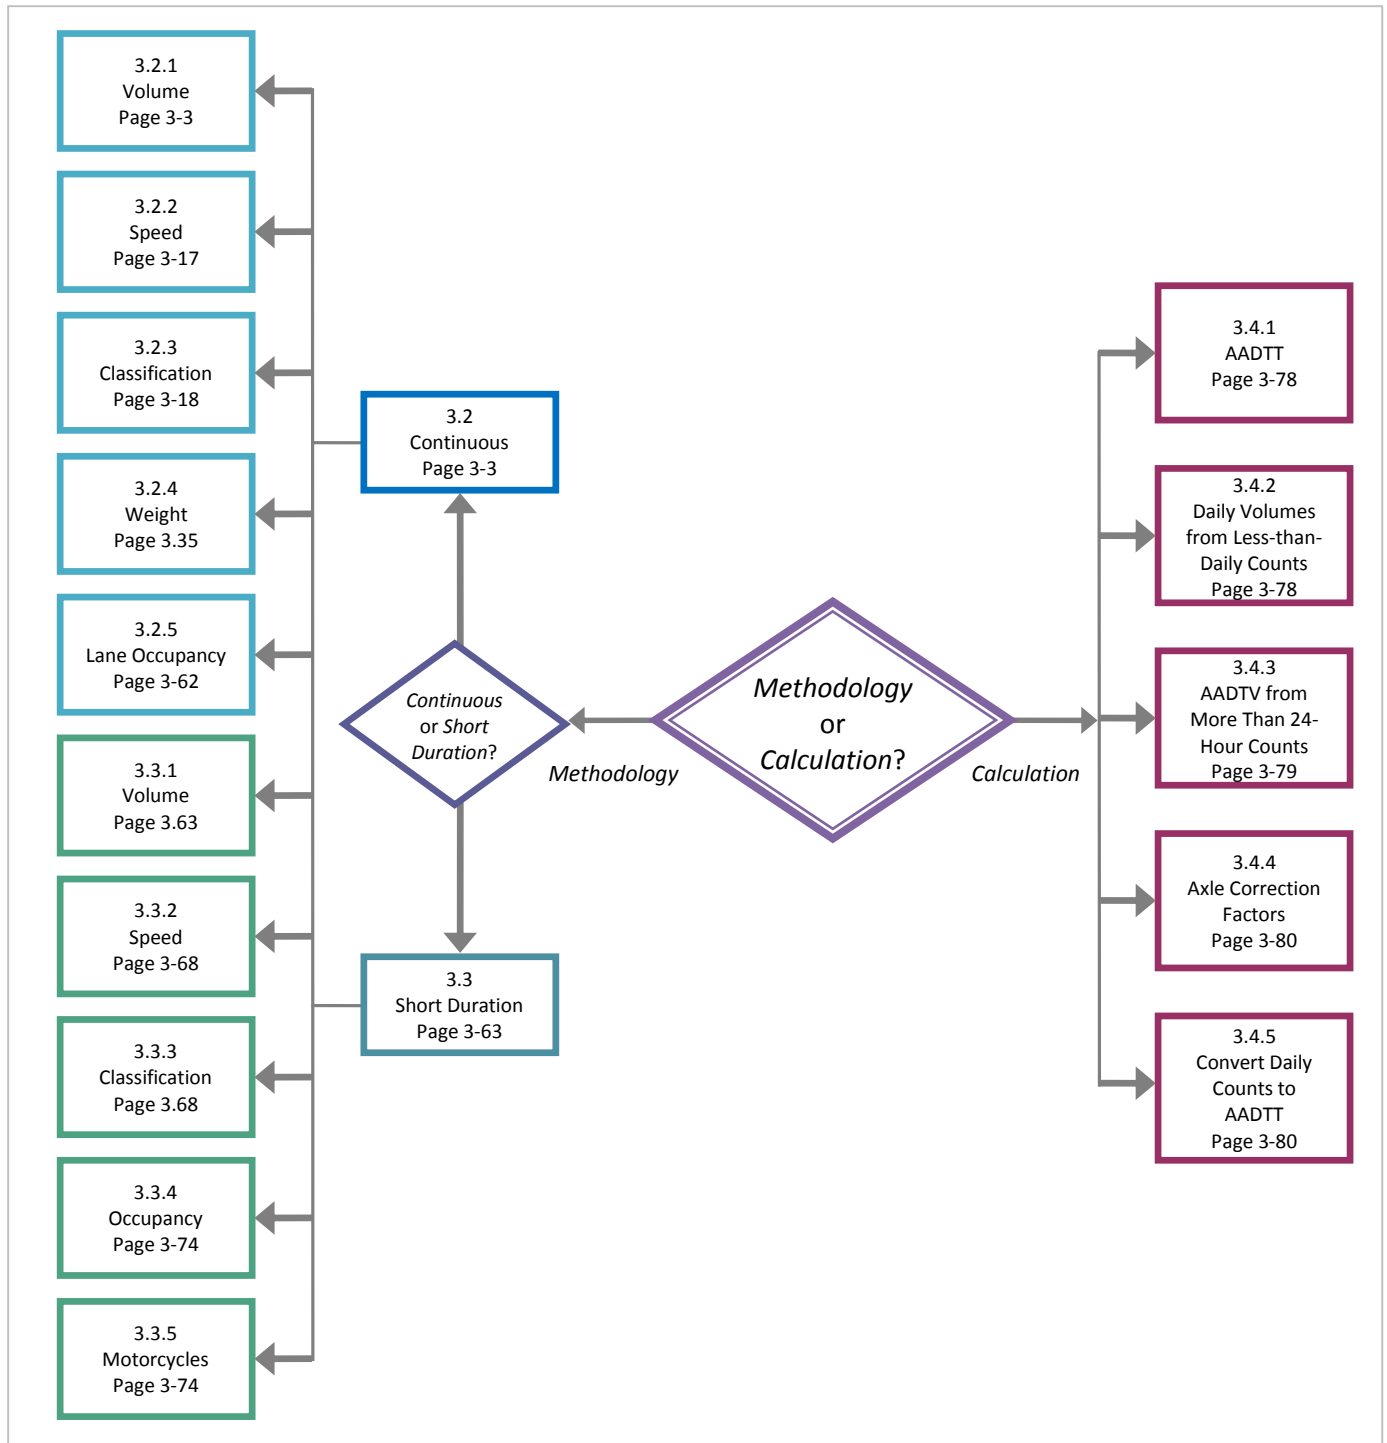 3.2.1
Volume
Page 3-3
3.2.2
Speed
Page 3-17
3.2.3
Classification
Page 3-18
3.2.4
Weight
Page 3.35
3.2.5
Lane Occupancy
Page 3-62
3.3.1
Volume
Page 3.63
3.3.2
Speed
Page 3-68
3.3.3
Classification
Page 3.68
3.3.4
Occupancy
Page 3-74
3.3.5
Motorcycles
Page 3-74
3.2
Continuous
Page 3-3
Continuous
or Short
Duration?
3.3
Short Duration
Page 3-63
Methodology
Methodology
or
Calculation?
Calculation
3.4.1
AADTT
Page 3-78
3.4.2
Daily Volumes
from Less-than-
Daily Counts
Page 3-78
3.4.3
AADTV from
More Than 24-
Hour Counts
Page 3-79
3.4.4
Axle Correction
Factors
Page 3-80
3.4.5
Convert Daily
Counts to
AADTT
Page 3-80